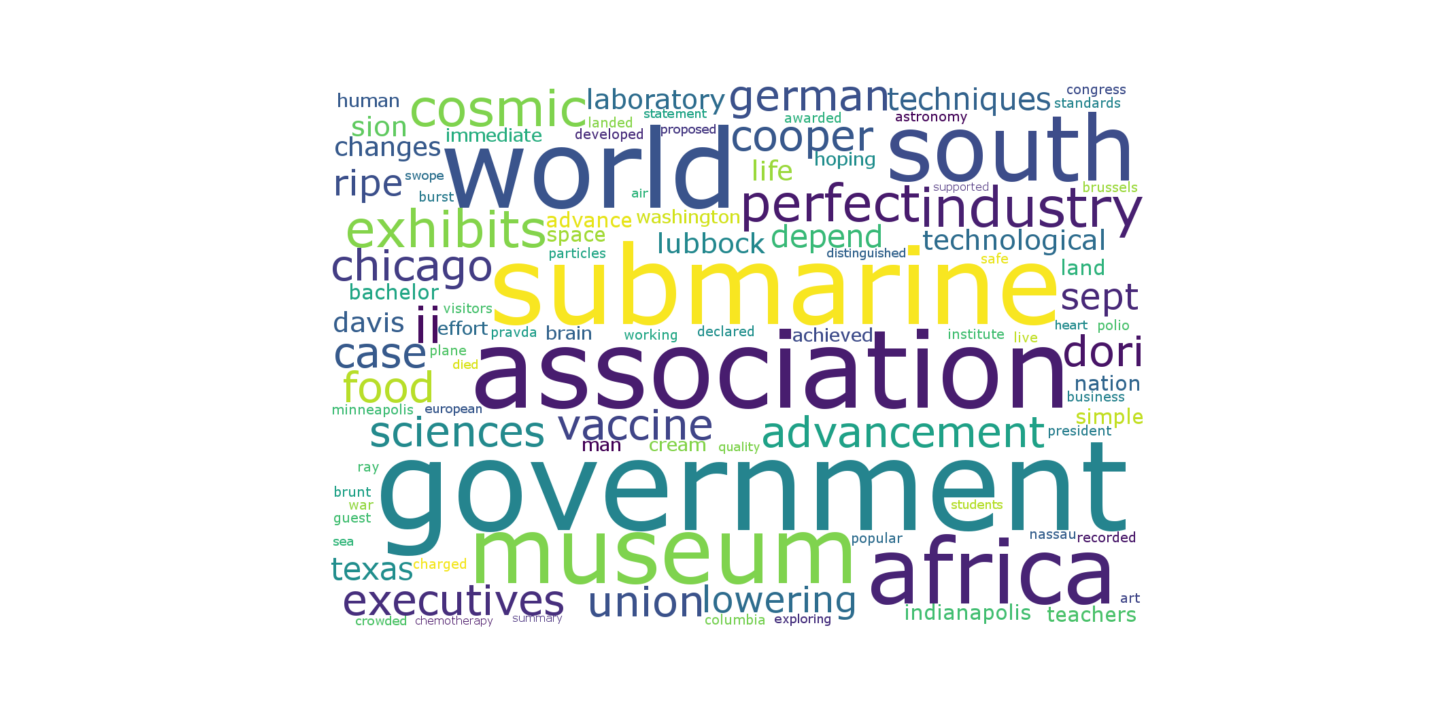 human
cosmic
laboratory
german
techniques
congress
standards
sion
immediate
landed
statement
developed
proposed
awarded
astronomy
changes
world
cooper
south
hoping
life
ripe
swope
burst
air
perfect
supported
brussels
industry
exhibits
advance
washington
space
lubbock
depend
technological
particles
distinguished
safe
chicago
submarine
land
bachelor
visitors
sept
davis
ii
effort
pravda
brain
working
declared
achieved
institute
live
heart
polio
case
plane
died
association
dori
food
nation
business
minneapolis
european
simple
sciences
vaccine
advancement
president
man
cream
quality
ray
government
brunt
war
guest
students
sea
museum
popular
nassau
recorded
texas
charged
africa
executives
union
lowering
art
indianapolis
teachers
crowded
chemotherapy
summary
columbia
exploring